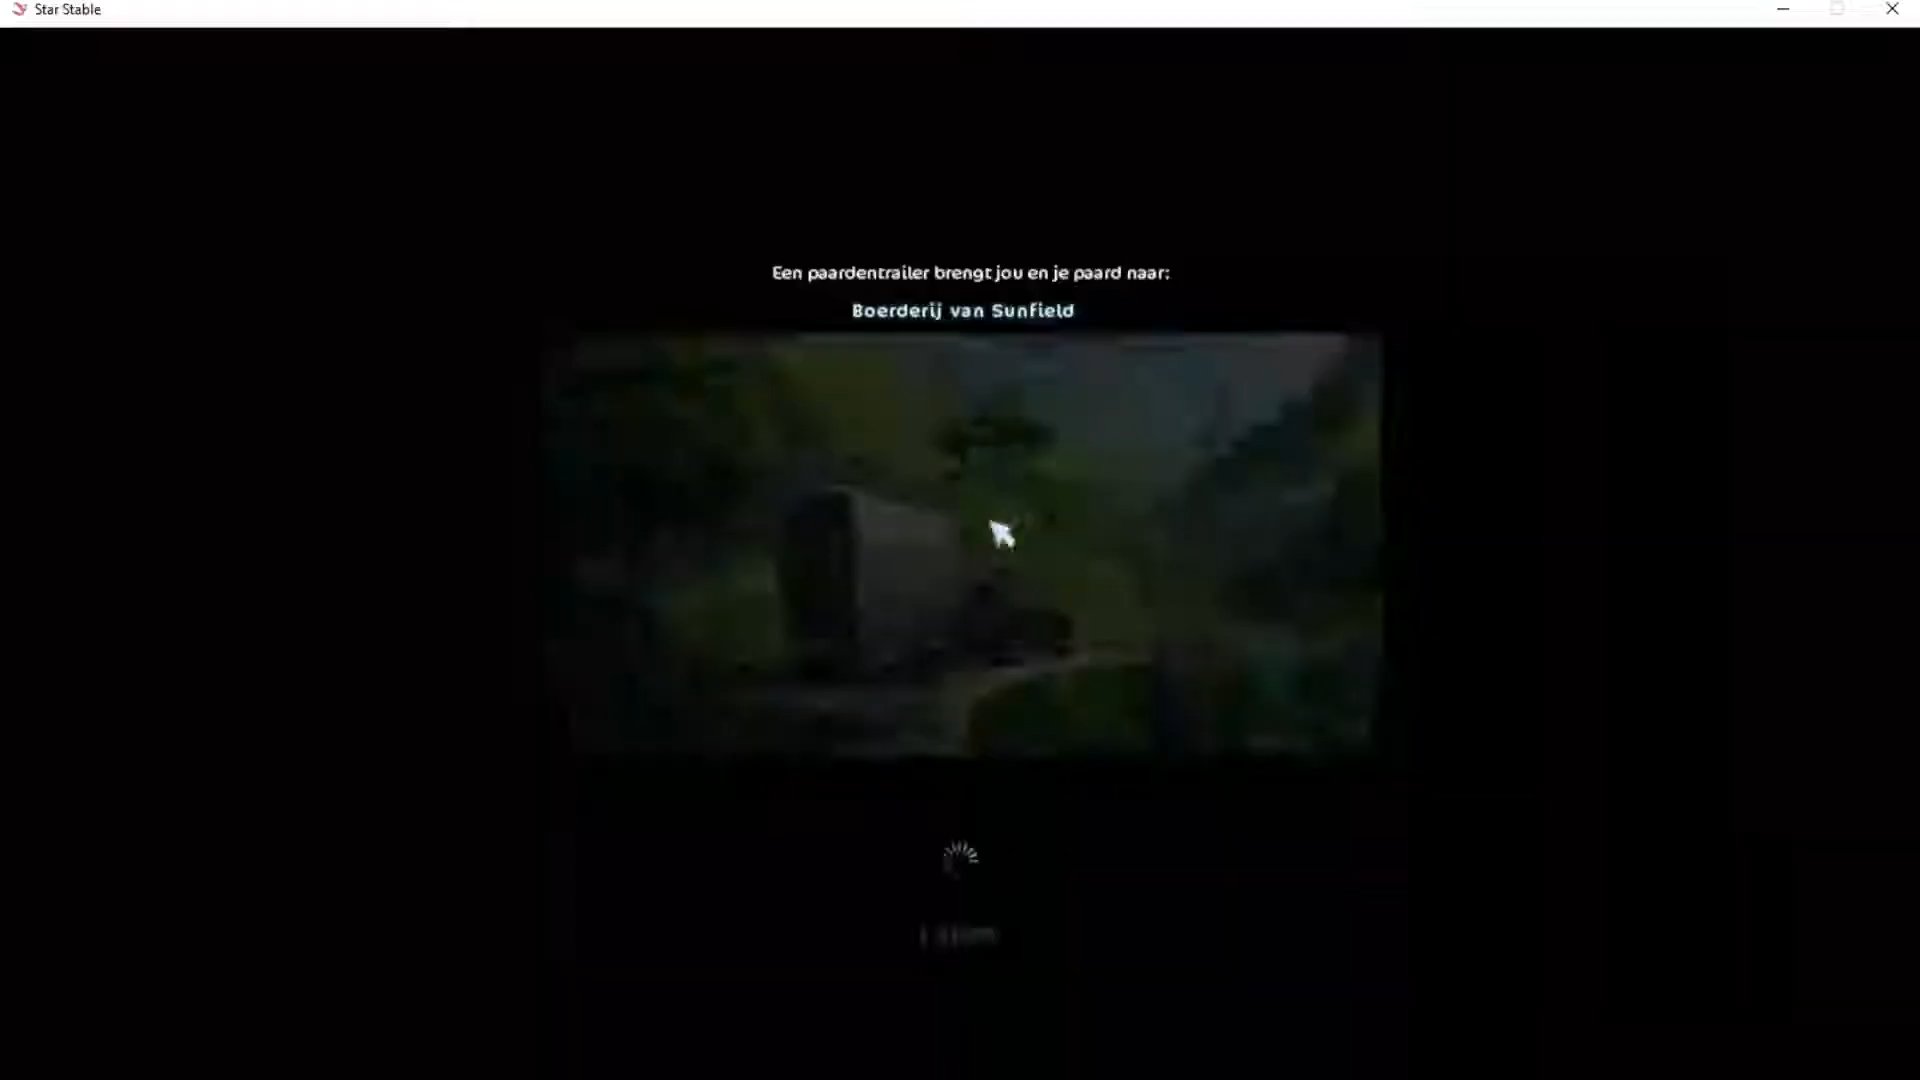 Star Stable
Een paardentrailer brengt jou en je paard naar:
Boerderij van Sunfield